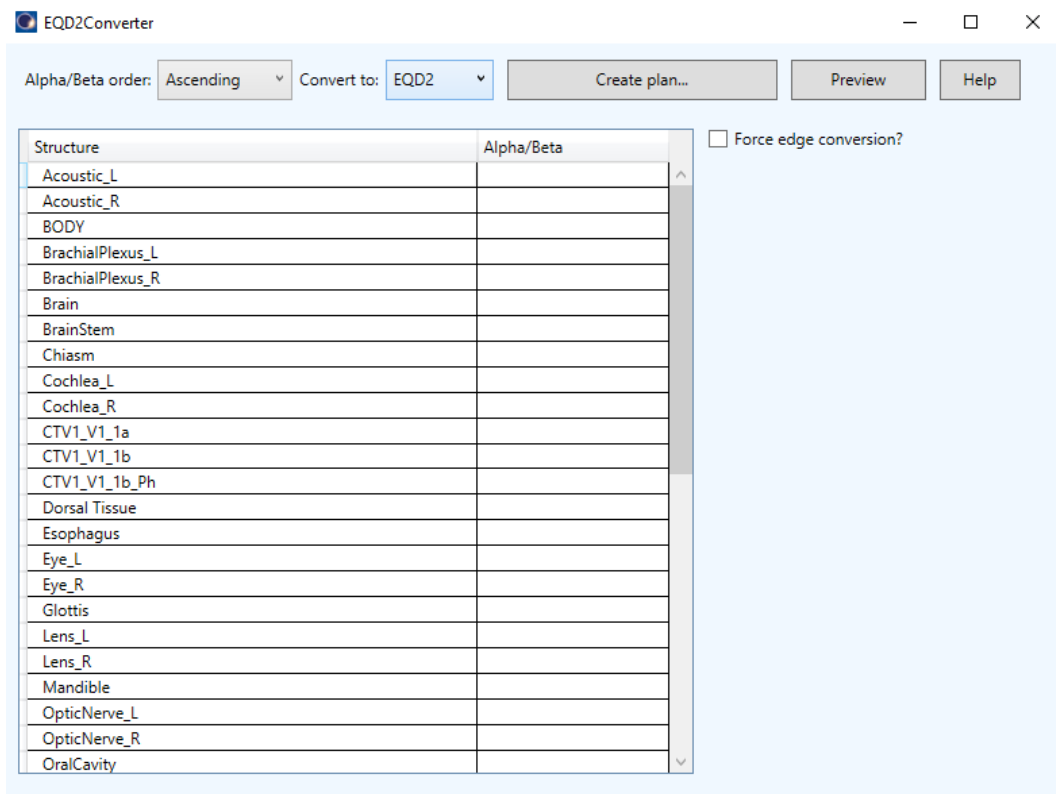 EQD2Converter
Alpha/Beta order: Ascending Convert to: EQD2 Create plan... Preview Help
Structure Alpha/Beta Force edge conversion?
Acoustic_L
Acoustic_R
BODY
BrachialPlexus_L
BrachialPlexus_R
Brain
BrainStem
Chiasm
Cochlea_L
Cochlea_R
CTV1_V1_1a
CTV1_V1_1b
CTV1_V1_1b_Ph
Dorsal Tissue
Esophagus
Eye_L
Eye_R
Glottis
Lens_L
Lens_R
Mandible
OpticNerve_L
OpticNerve_R
OralCavity